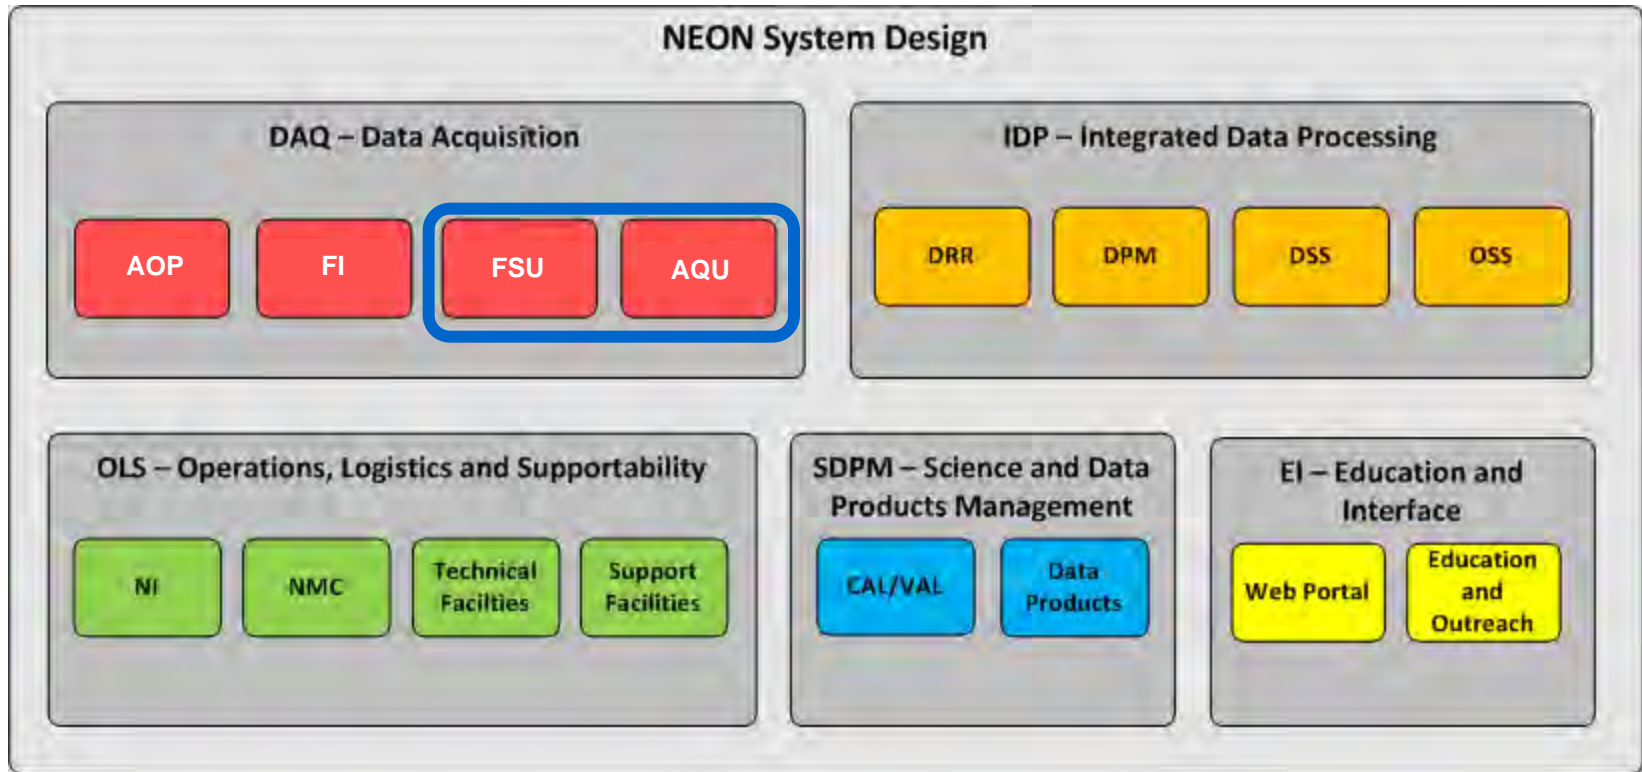 NEON System Design
DAQ – Data Acquisition
AOP
FI
FSU
AQU
IDP – Integrated Data Processing
DRR
DPM
DSS
OSS
OLS – Operations, Logistics and Supportability
NI
NMC
Technical
Facilties
Support
Facilities
SDPM – Science and Data
Products Management
CAL/VAL
Data
Products
EI – Education and
Interface
Web Portal
Education
and
Outreach